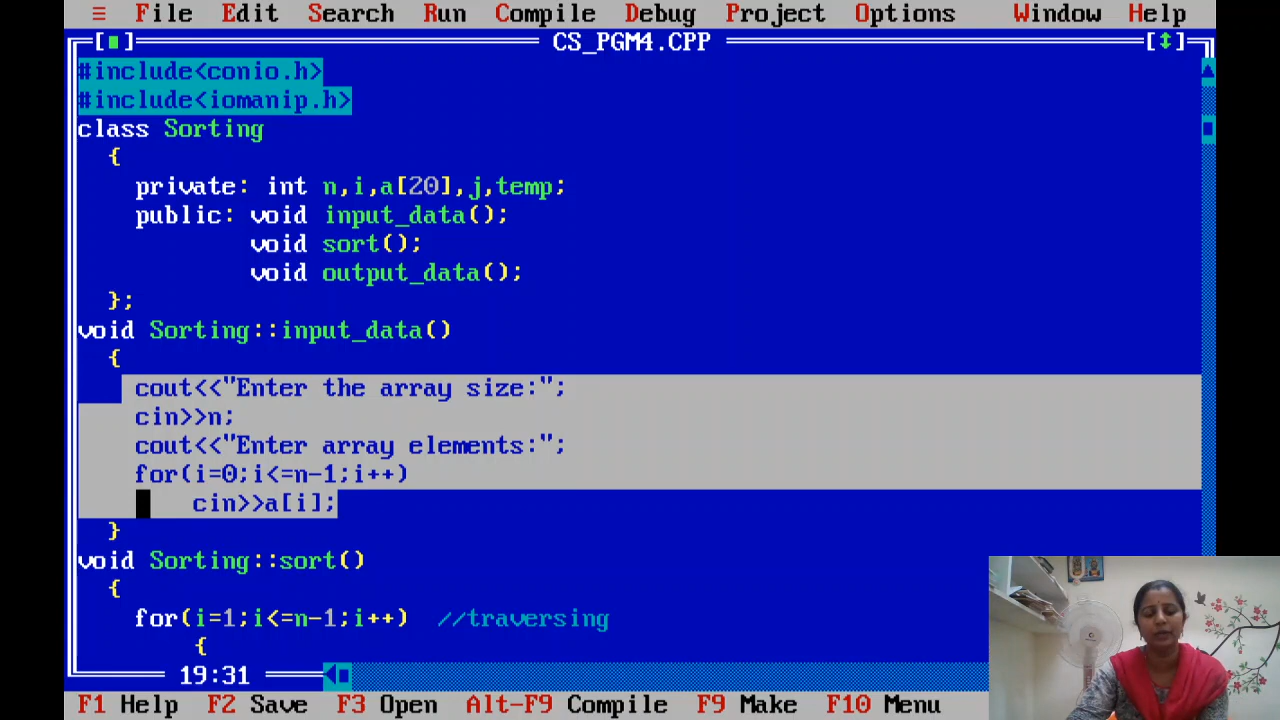 ≡ File Edit Search Run Compile Debug Project Options Window Help
CS_PGM4.CPP
#include<conio.h>
#include<iomanip.h>
class Sorting
{
private: int n,i,a[20],j,temp;
public: void input_data();
void sort();
void output_data();
};
void Sorting::input_data()
{
cout<<"Enter the array size:";
cin>>n;
cout<<"Enter array elements:";
for(i=0;i<=n-1;i++)
cin>>a[i];
}
void Sorting::sort()
{
for(i=1;i<=n-1;i++) //traversing
{
19:31
F1 Help F2 Save F3 Open Alt-F9 Compile F9 Make F10 Menu